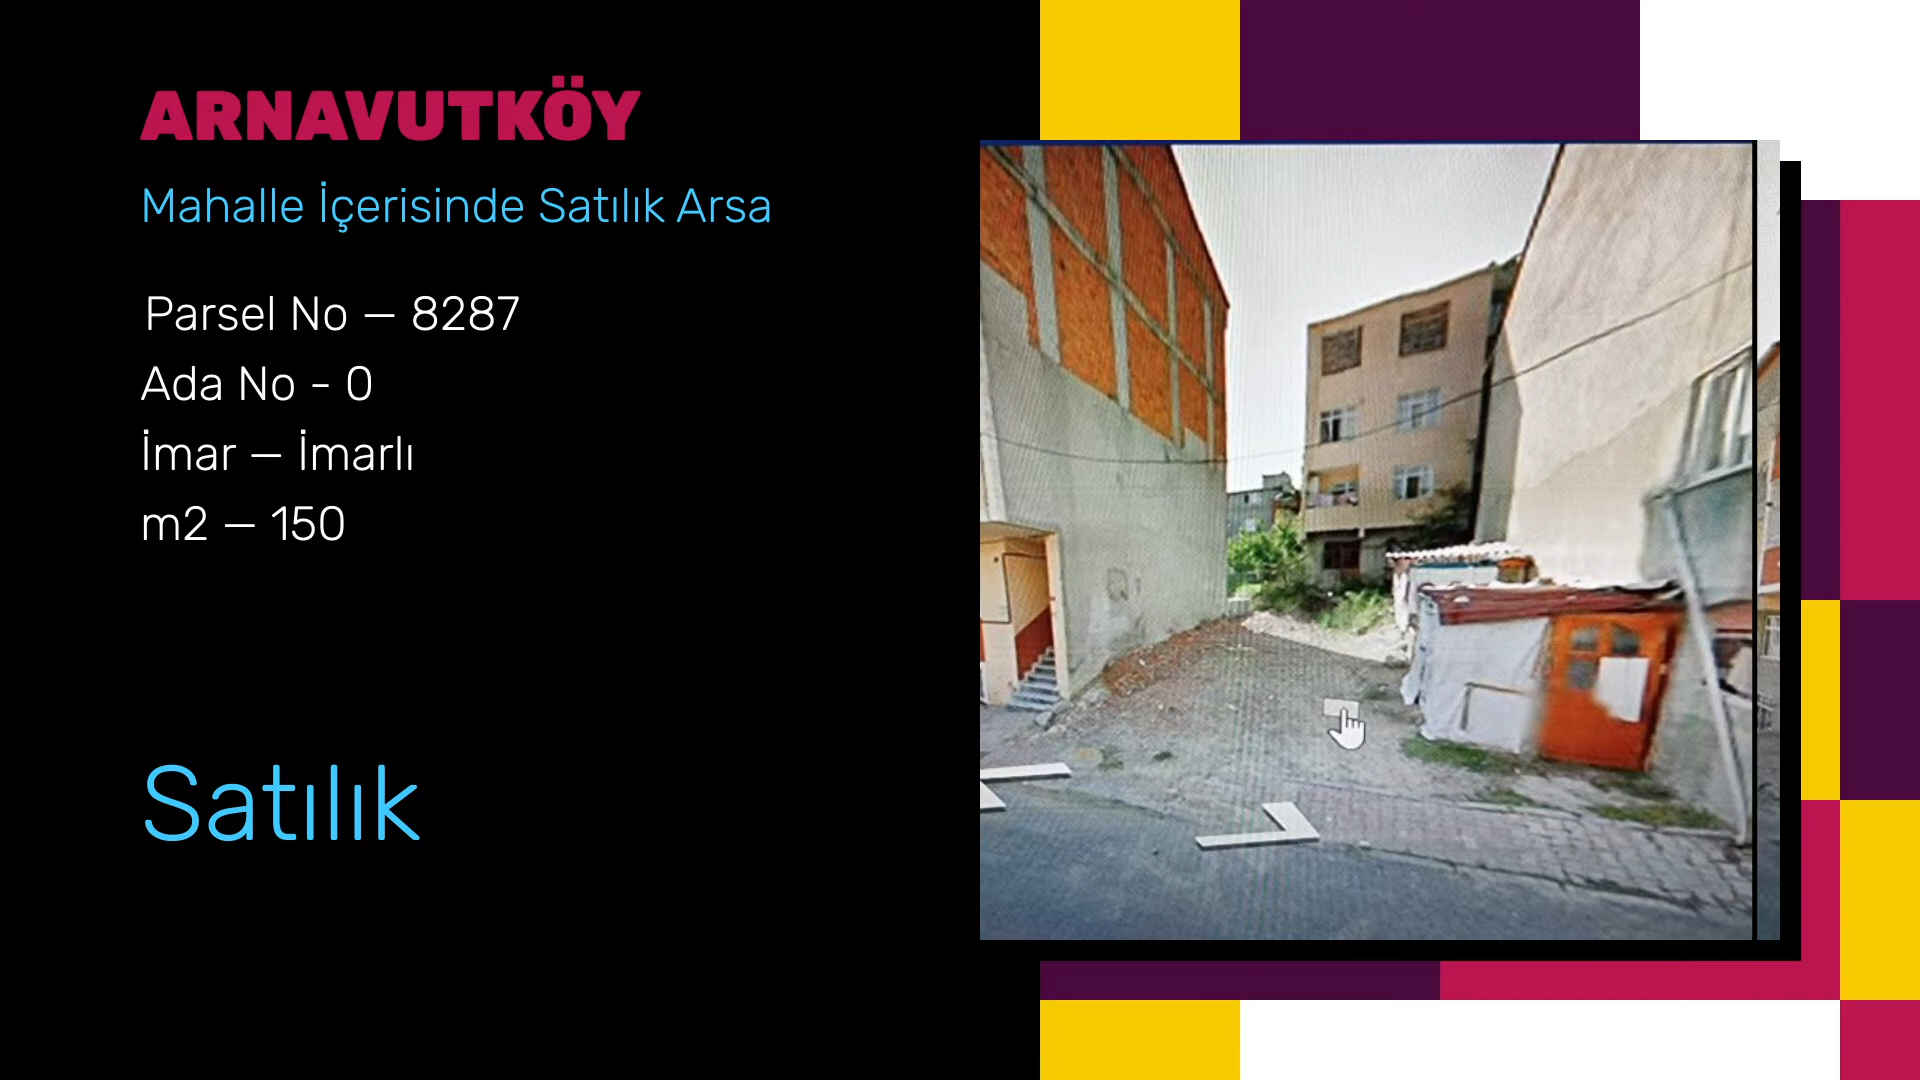 ARNAVUTKÖY
Mahalle İçerisinde Satılık Arsa
Parsel No – 8287
Ada No - 0
İmar – İmarlı
m2 – 150
Satılık